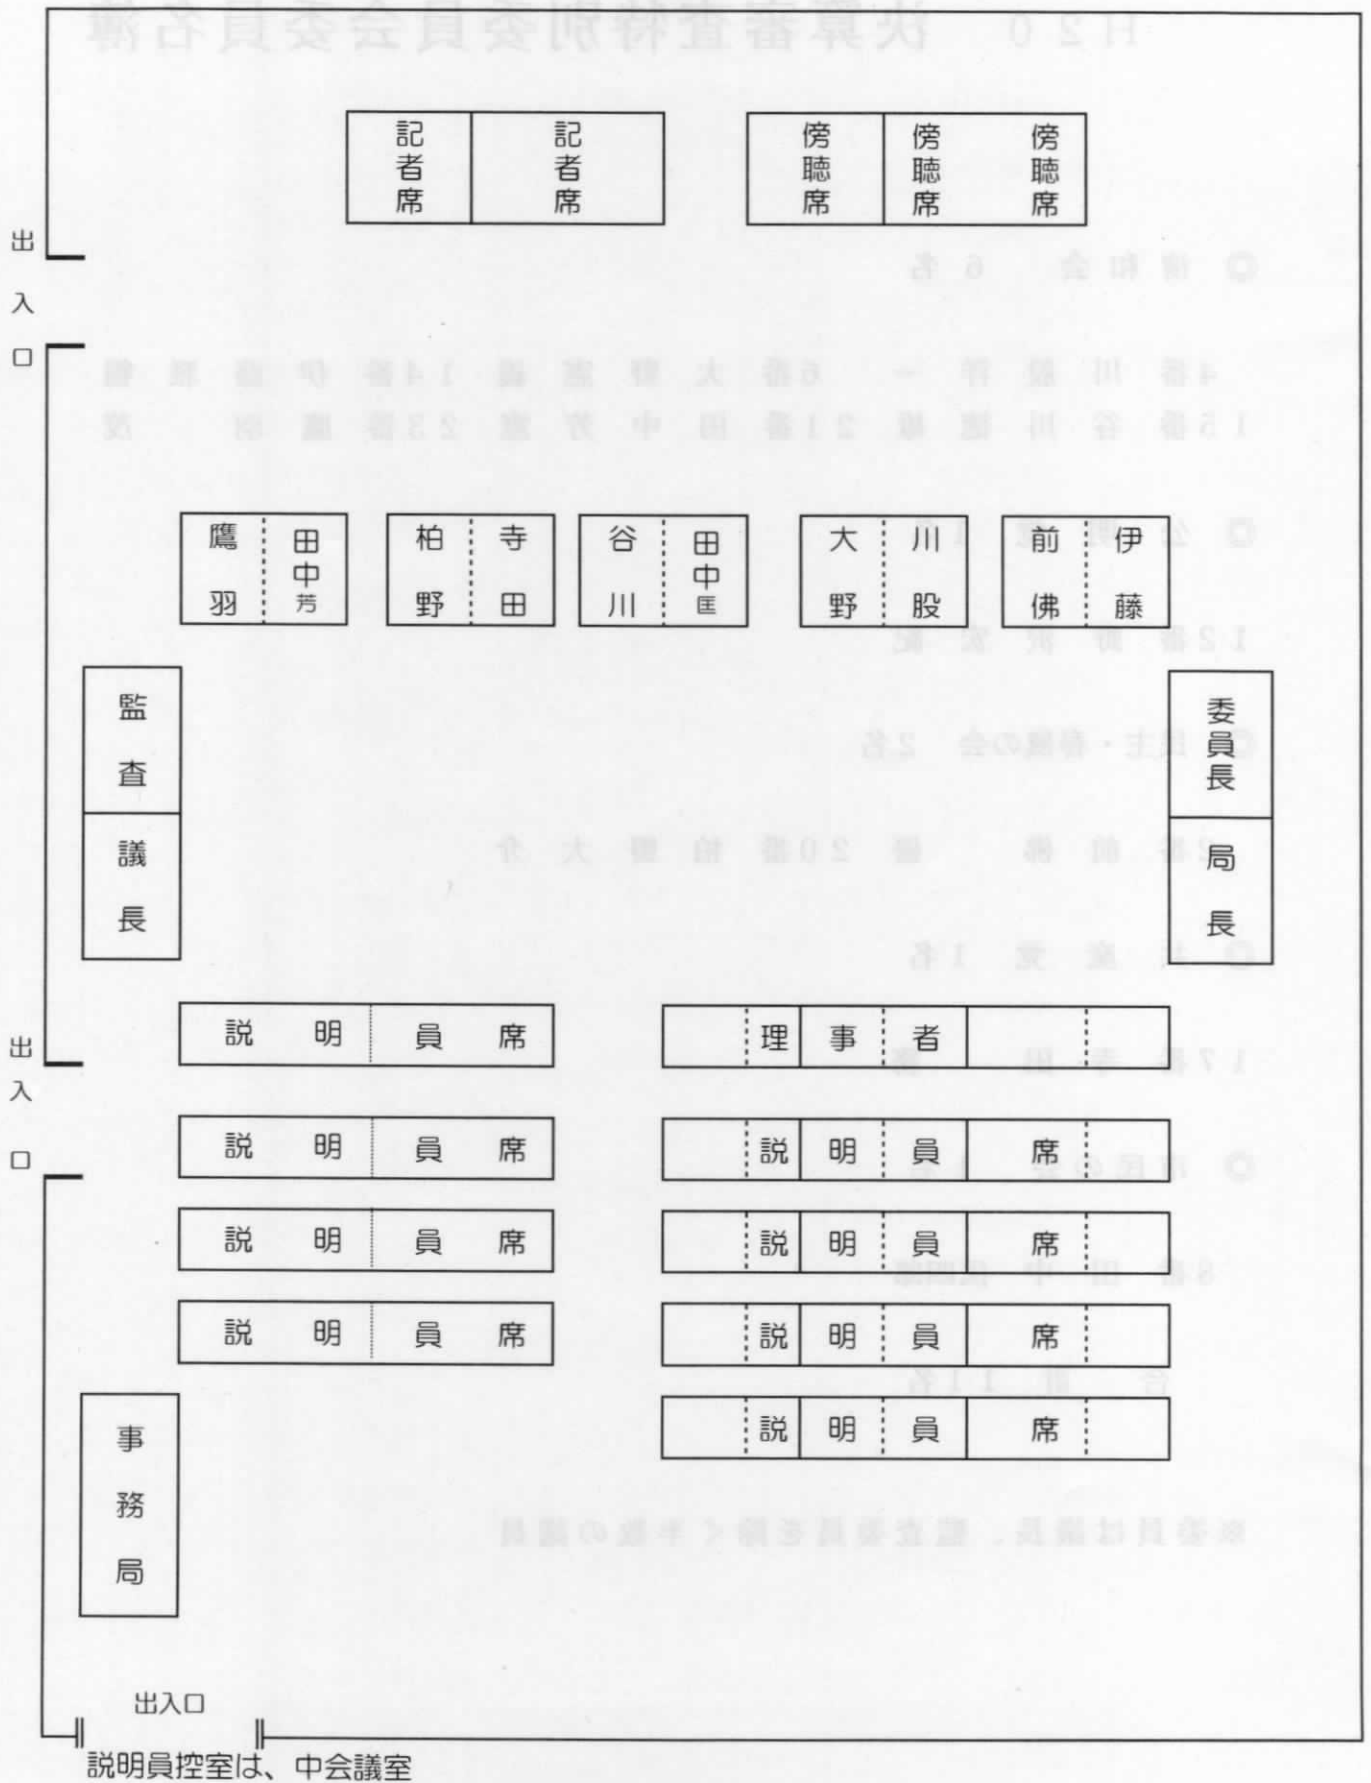 記者席 記者席 傍聴席 傍聴席 傍聴席
出入口
鷹羽 田中芳 柏野 寺田 谷川 田中匡 大野 川股 前佛 伊藤
監査 委員長
議長 局長
出入口
説明員席 理事者
説明員席 説明員席
説明員席 説明員席
説明員席 説明員席
説明員席
事務局
出入口
説明員控室は、中会議室